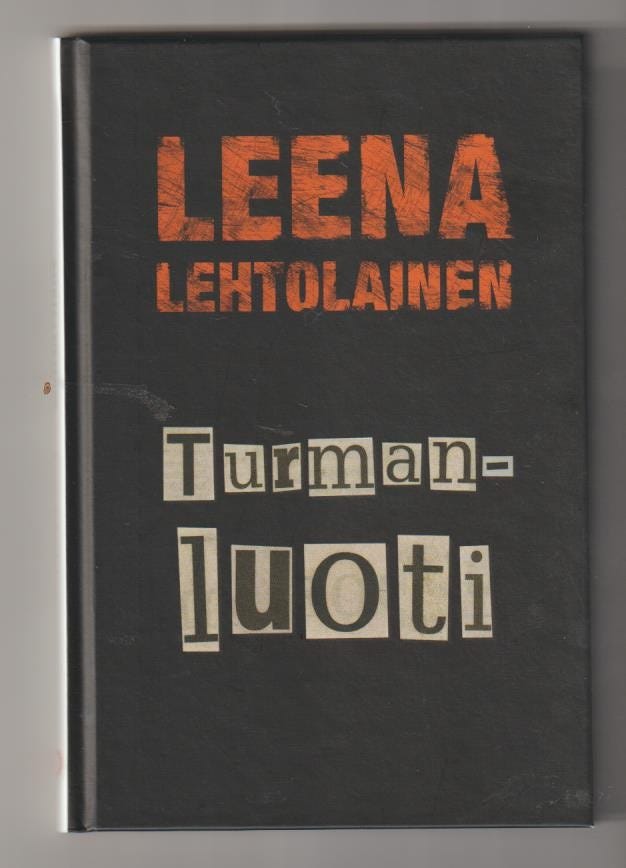 LEENA
LEHTOLAINEN
Turman-
luoti